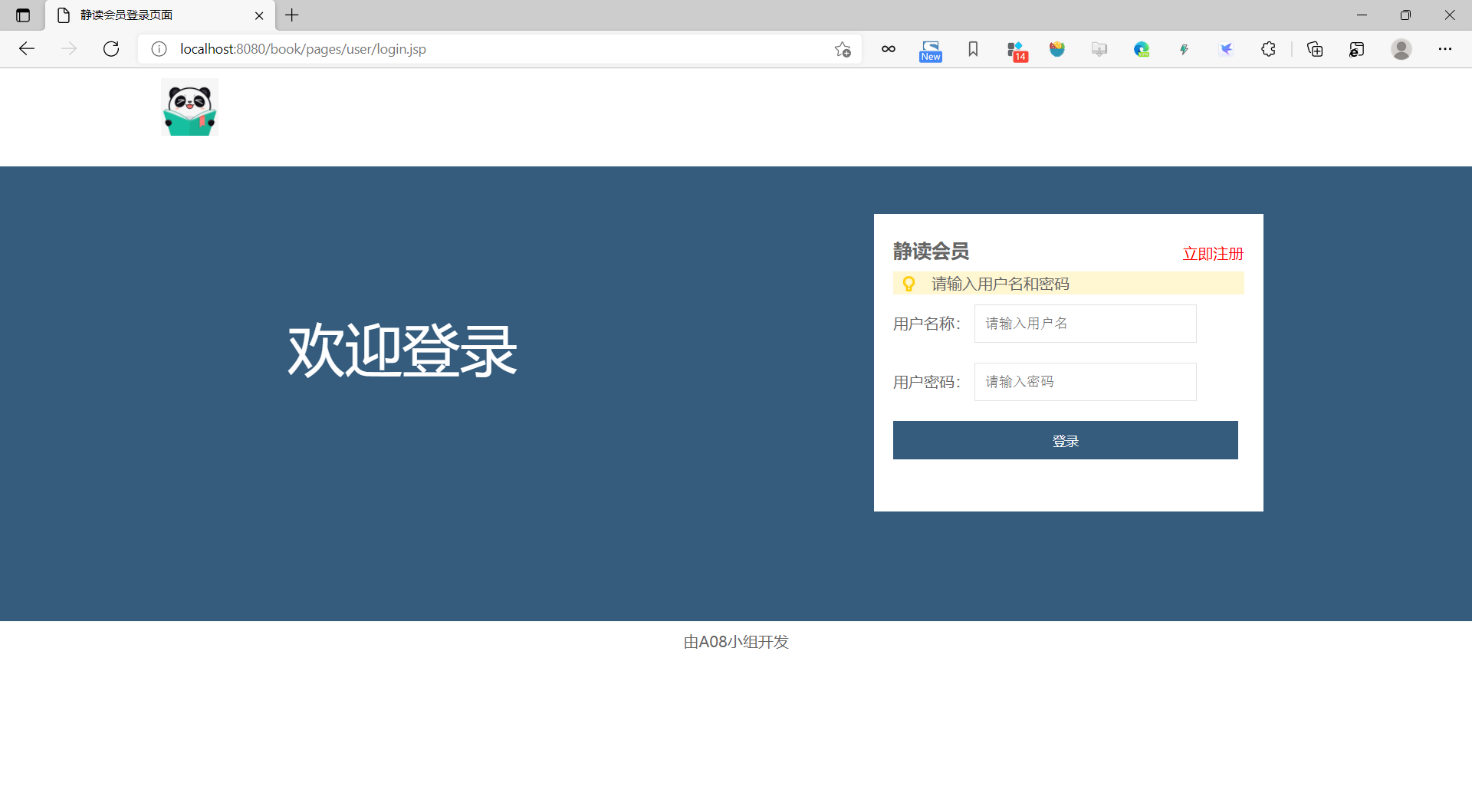 静读会员登录页面
localhost:8080/book/pages/user/login.jsp
New
14
静读会员
立即注册
请输入用户名和密码
用户名称：
请输入用户名
用户密码：
请输入密码
登录
欢迎登录
由A08小组开发